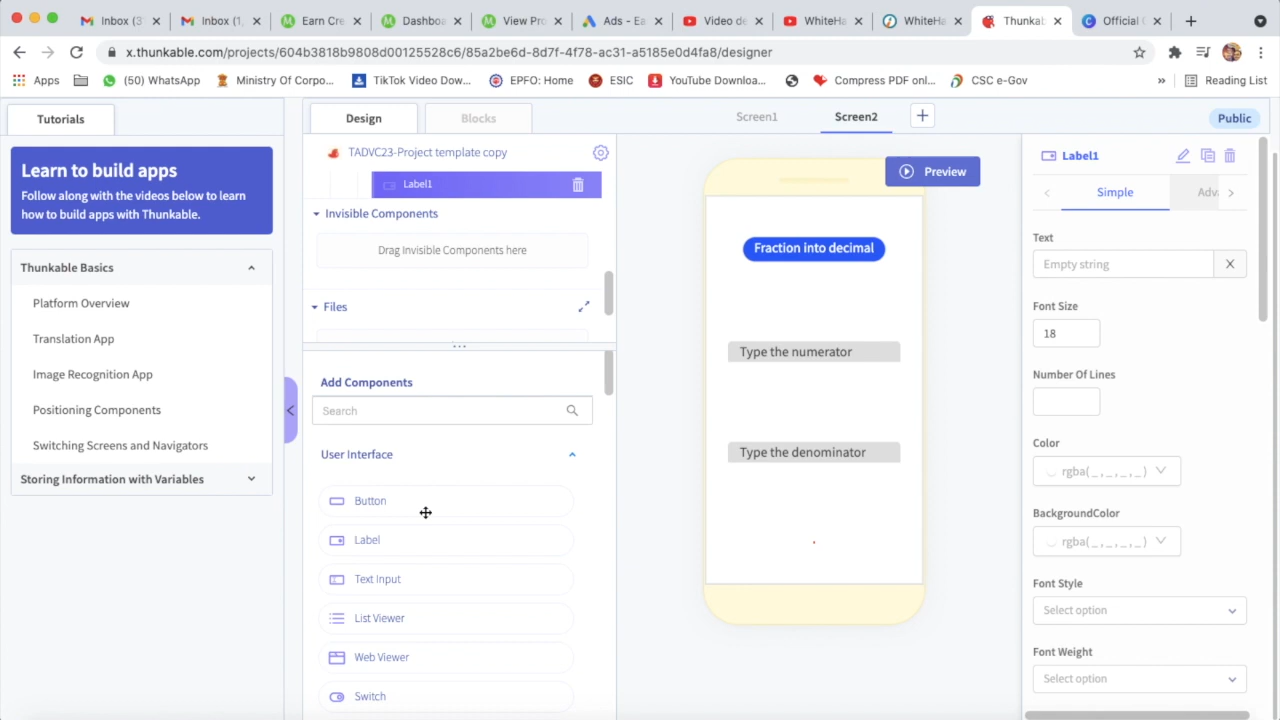 Inbox (3
Inbox (1,
Earn Cre
Dashboa
View Pro
Ads - Ea
Video de
WhiteHa
WhiteHa
Thunkab
Official C
x.thunkable.com/projects/604b3818b9808d00125528c6/85a2be6d-8d7f-4f78-ac31-a5185e0d4fa8/designer
Apps
(50) WhatsApp
Ministry Of Corpo...
TikTok Video Dow...
EPFO: Home
ESIC
YouTube Downloa...
Compress PDF onl...
CSC e-Gov
»
Reading List
Tutorials
Learn to build apps
Follow along with the videos below to learn
how to build apps with Thunkable.
Thunkable Basics
Platform Overview
Translation App
Image Recognition App
Positioning Components
Switching Screens and Navigators
Storing Information with Variables
Design
Blocks
TADVC23-Project template copy
Label1
Invisible Components
Drag Invisible Components here
Files
Add Components
Search
User Interface
Button
Label
Text Input
List Viewer
Web Viewer
Switch
Screen1
Screen2
Public
Preview
Fraction into decimal
Type the numerator
Type the denominator
Label1
Simple
Adva
Text
Empty string
X
Font Size
18
Number Of Lines
Color
rgba(_,_,_,_)
BackgroundColor
rgba(_,_,_,_)
Font Style
Select option
Font Weight
Select option